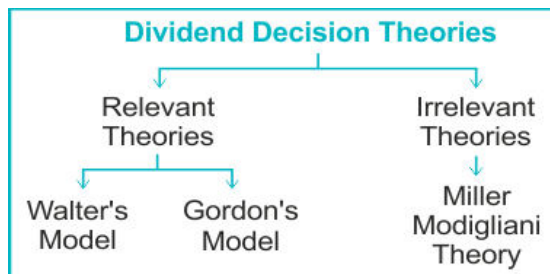 Dividend Decision Theories
Relevant
Theories
Irrelevant
Theories
Walter's
Model
Gordon's
Model
Miller
Modigliani
Theory